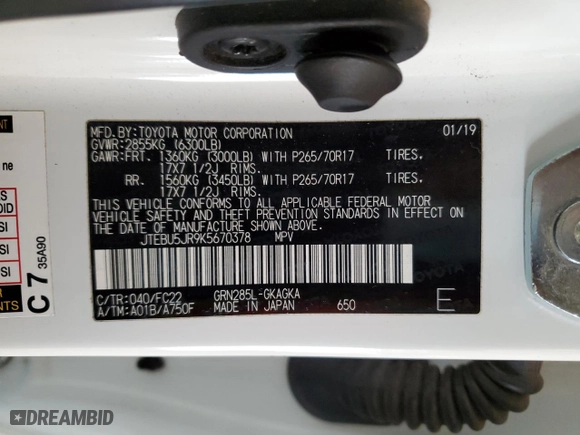 MFD.BY:TOYOTA MOTOR CORPORATION 01/19
GVWR:2855KG (6300LB)
GAWR:FRT. 1360KG (3000LB) WITH P265/70R17 TIRES.
17X7 1/2J RIMS.
RR. 1560KG (3450LB) WITH P265/70R17 TIRES.
17X7 1/2J RIMS.
THIS VEHICLE CONFORMS TO ALL APPLICABLE FEDERAL MOTOR
VEHICLE SAFETY AND THEFT PREVENTION STANDARDS IN EFFECT ON
THE DATE OF MANUFACTURE SHOWN ABOVE.
JTEBU5JR9K5670378 MPV
C/TR:040/FC22 GRN285L-GKAGKA
A/TM:A01B/A750F MADE IN JAPAN 650 E
ne
C 7 35A90
DREAMBID